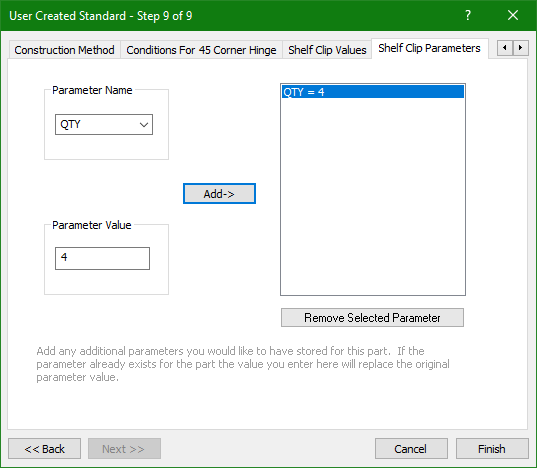 User Created Standard - Step 9 of 9
?
Construction Method
Conditions For 45 Corner Hinge
Shelf Clip Values
Shelf Clip Parameters
Parameter Name
QTY
QTY = 4
Add->
Parameter Value
4
Remove Selected Parameter
Add any additional parameters you would like to have stored for this part.  If the
parameter already exists for the part the value you enter here will replace the original
parameter value.
<< Back
Next >>
Cancel
Finish